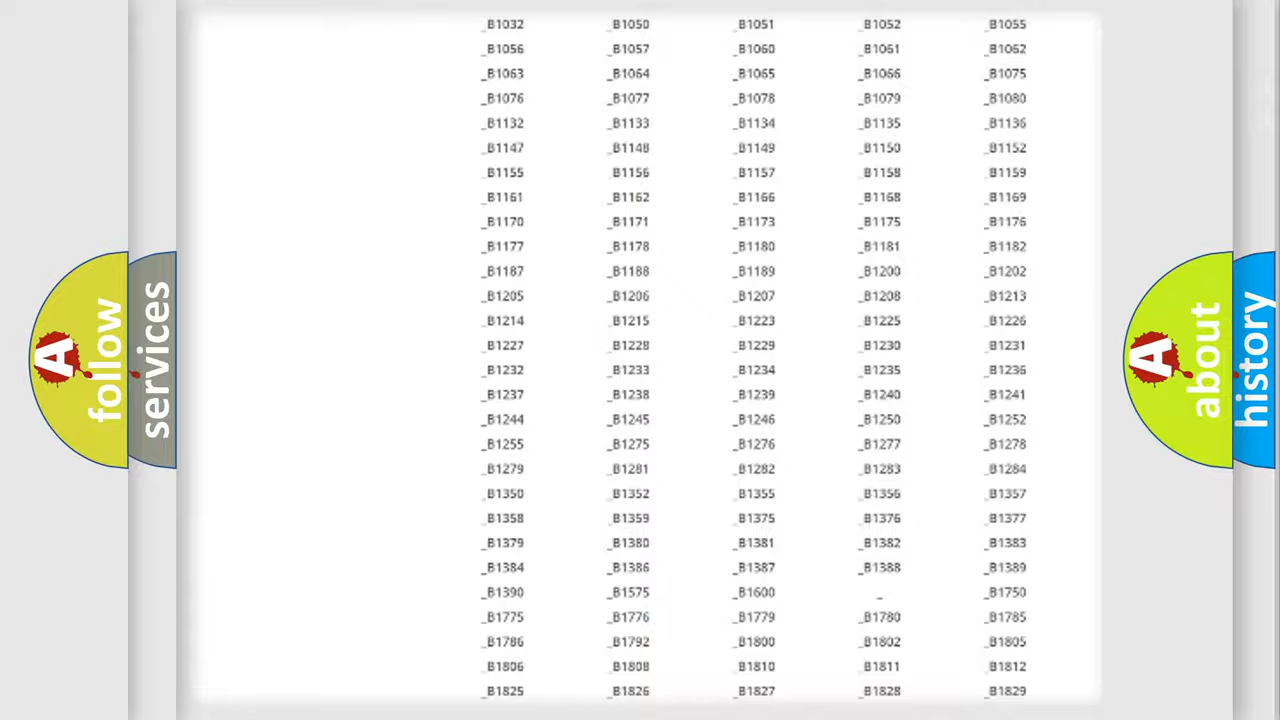 _B1032 _B1050 _B1051 _B1052 _B1055
_B1056 _B1057 _B1060 _B1061 _B1062
_B1063 _B1064 _B1065 _B1066 _B1075
_B1076 _B1077 _B1078 _B1079 _B1080
_B1132 _B1133 _B1134 _B1135 _B1136
_B1147 _B1148 _B1149 _B1150 _B1152
_B1155 _B1156 _B1157 _B1158 _B1159
_B1161 _B1162 _B1166 _B1168 _B1169
_B1170 _B1171 _B1173 _B1175 _B1176
_B1177 _B1178 _B1180 _B1181 _B1182
_B1187 _B1188 _B1189 _B1200 _B1202
_B1205 _B1206 _B1207 _B1208 _B1213
_B1214 _B1215 _B1223 _B1225 _B1226
_B1227 _B1228 _B1229 _B1230 _B1231
_B1232 _B1233 _B1234 _B1235 _B1236
_B1237 _B1238 _B1239 _B1240 _B1241
_B1244 _B1245 _B1246 _B1250 _B1252
_B1255 _B1275 _B1276 _B1277 _B1278
_B1279 _B1281 _B1282 _B1283 _B1284
_B1350 _B1352 _B1355 _B1356 _B1357
_B1358 _B1359 _B1375 _B1376 _B1377
_B1379 _B1380 _B1381 _B1382 _B1383
_B1384 _B1386 _B1387 _B1388 _B1389
_B1390 _B1575 _B1600 _ _B1750
_B1775 _B1776 _B1779 _B1780 _B1785
_B1786 _B1792 _B1800 _B1802 _B1805
_B1806 _B1808 _B1810 _B1811 _B1812
_B1825 _B1826 _B1827 _B1828 _B1829
A follow
services
A about
history